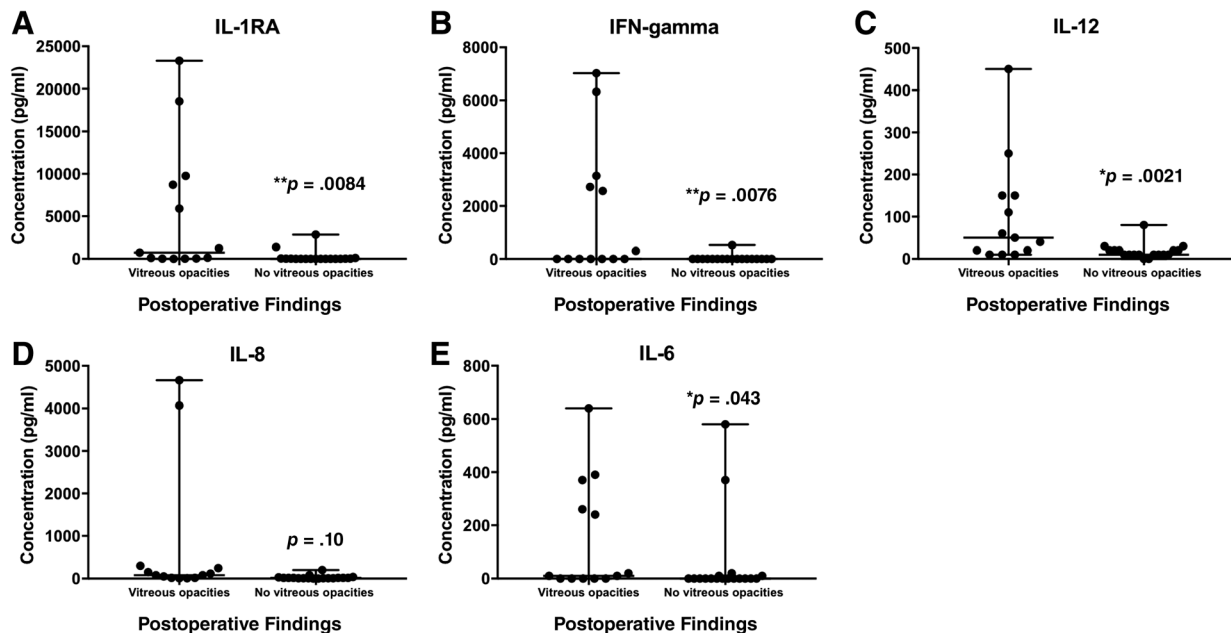 A
IL-1RA
Concentration (pg/ml)
25000
20000
15000
10000
5000
0
**p = .0084
Vitreous opacities
No vitreous opacities
Postoperative Findings
B
IFN-gamma
Concentration (pg/ml)
8000
6000
4000
2000
0
**p = .0076
Vitreous opacities
No vitreous opacities
Postoperative Findings
C
IL-12
Concentration (pg/ml)
500
400
300
200
100
0
*p = .0021
Vitreous opacities
No vitreous opacities
Postoperative Findings
D
IL-8
Concentration (pg/ml)
5000
4000
3000
2000
1000
0
p = .10
Vitreous opacities
No vitreous opacities
Postoperative Findings
E
IL-6
Concentration (pg/ml)
800
600
400
200
0
*p = .043
Vitreous opacities
No vitreous opacities
Postoperative Findings